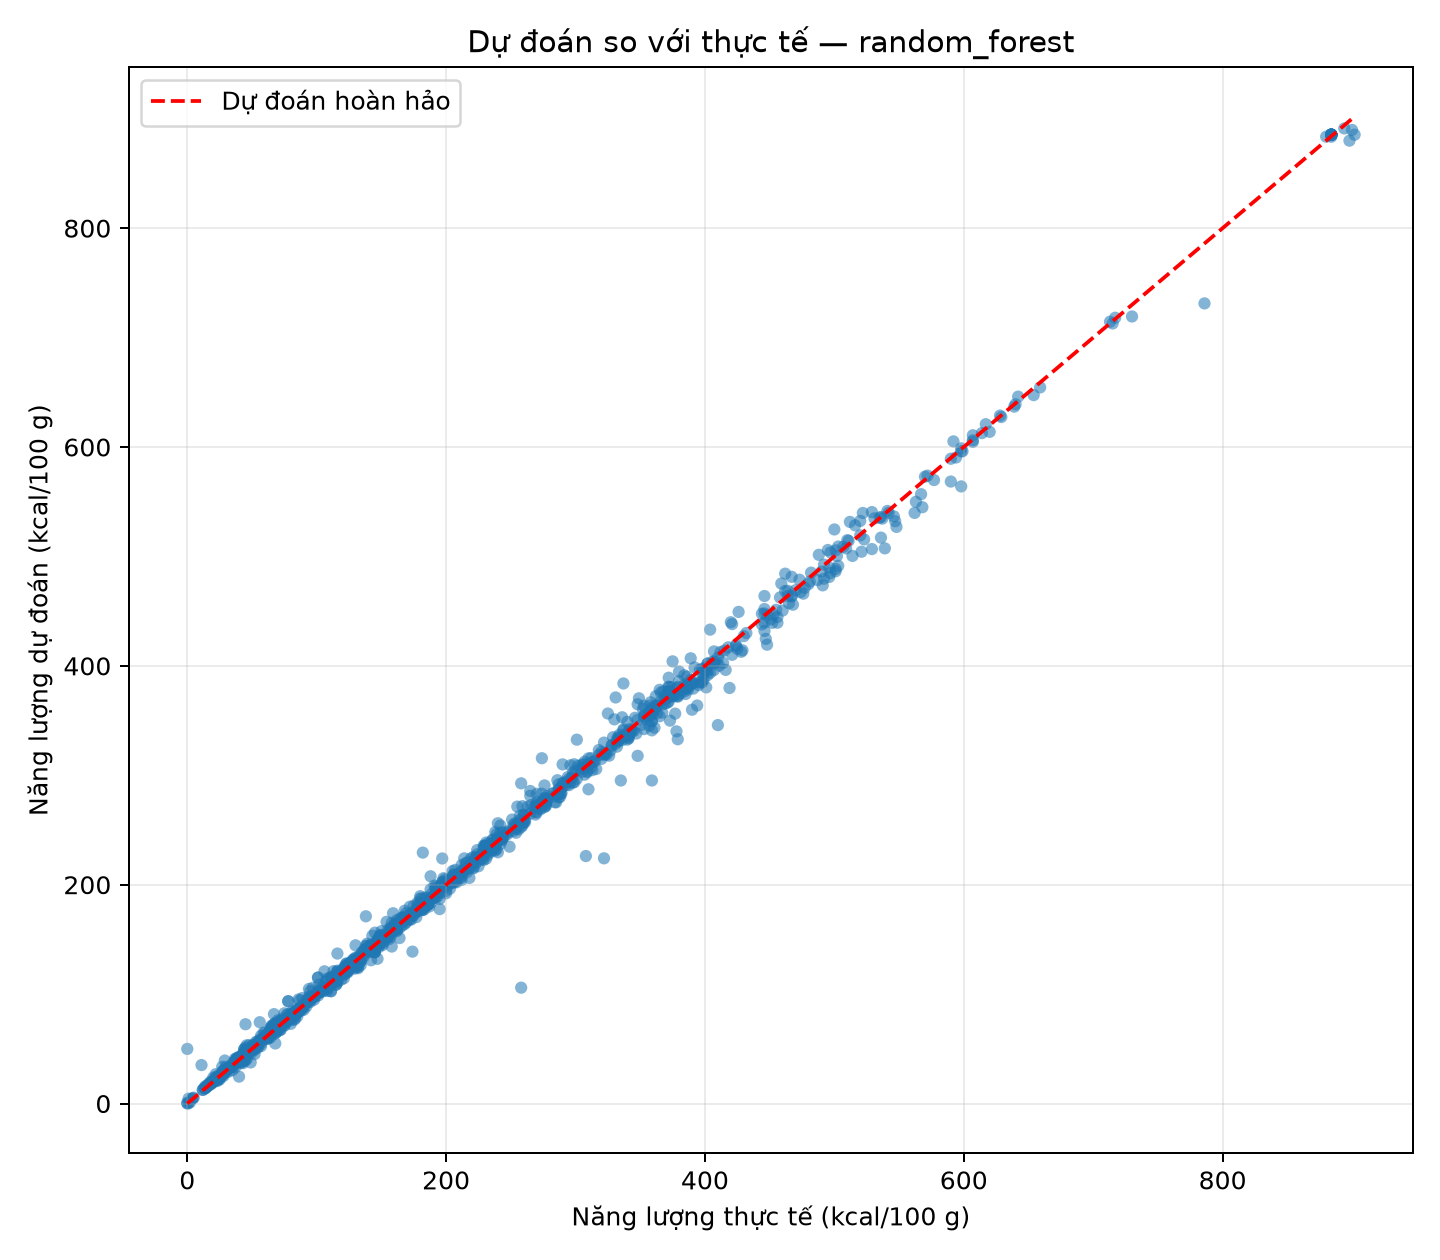 Dự đoán so với thực tế — random_forest
Dự đoán hoàn hảo
Năng lượng dự đoán (kcal/100 g)
800
600
400
200
0
0 200 400 600 800
Năng lượng thực tế (kcal/100 g)